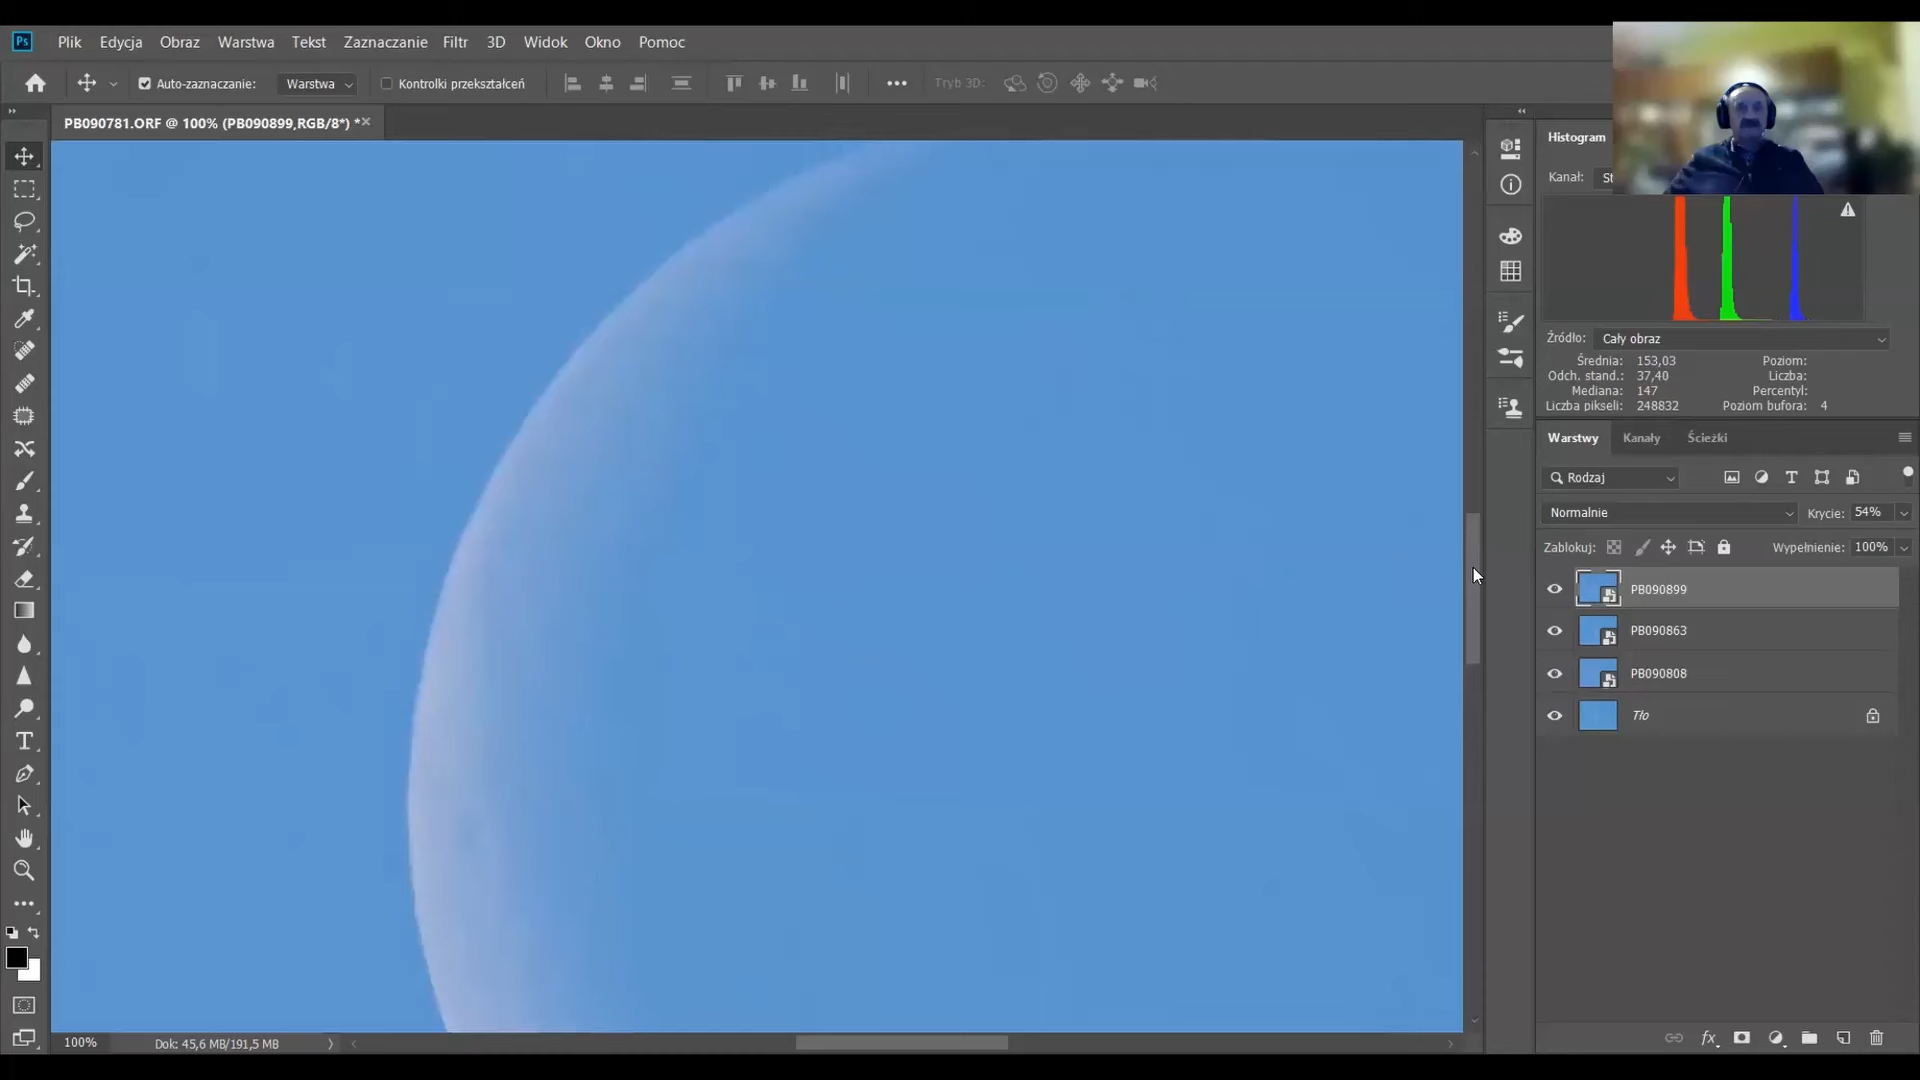 Ps Plik Edycja Obraz Warstwa Tekst Zaznaczanie Filtr 3D Widok Okno Pomoc
Auto-zaznaczanie: Warstwa Kontrolki przekształceń Tryb 3D:
PB090781.ORF @ 100% (PB090899,RGB/8*) *
Histogram
Kanał:
Źródło: Cały obraz
Średnia: 153,03 Poziom:
Odch. stand.: 37,40 Liczba:
Mediana: 147 Percentyl:
Liczba pikseli: 248832 Poziom bufora: 4
Warstwy Kanały Ścieżki
Rodzaj
Normalnie Krycie: 54%
Zablokuj: Wypełnienie: 100%
PB090899
PB090863
PB090808
Tło
100% Dok: 45,6 MB/191,5 MB
fx